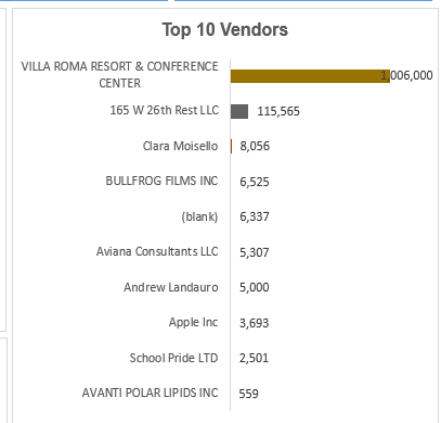 Top 10 Vendors
VILLA ROMA RESORT & CONFERENCE
CENTER
1,006,000
165 W 26th Rest LLC 115,565
Clara Moisello 8,056
BULLFROG FILMS INC 6,525
(blank) 6,337
Aviana Consultants LLC 5,307
Andrew Landauro 5,000
Apple Inc 3,693
School Pride LTD 2,501
AVANTI POLAR LIPIDS INC 559